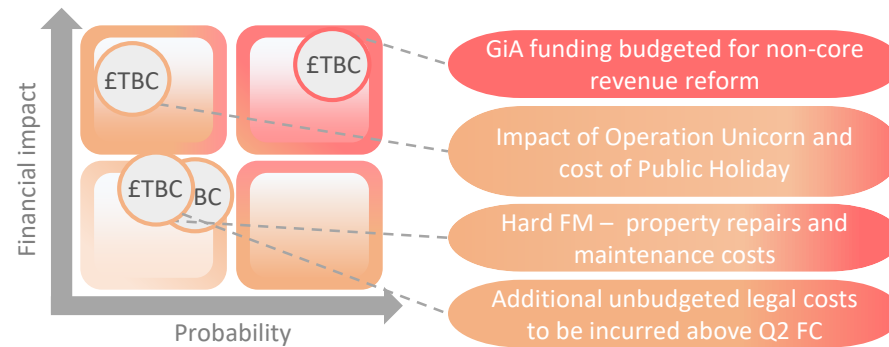 Financial impact
£TBC
£TBC
£TBC
BC
Probability
GiA funding budgeted for non-core
revenue reform
Impact of Operation Unicorn and
cost of Public Holiday
Hard FM – property repairs and
maintenance costs
Additional unbudgeted legal costs
to be incurred above Q2 FC